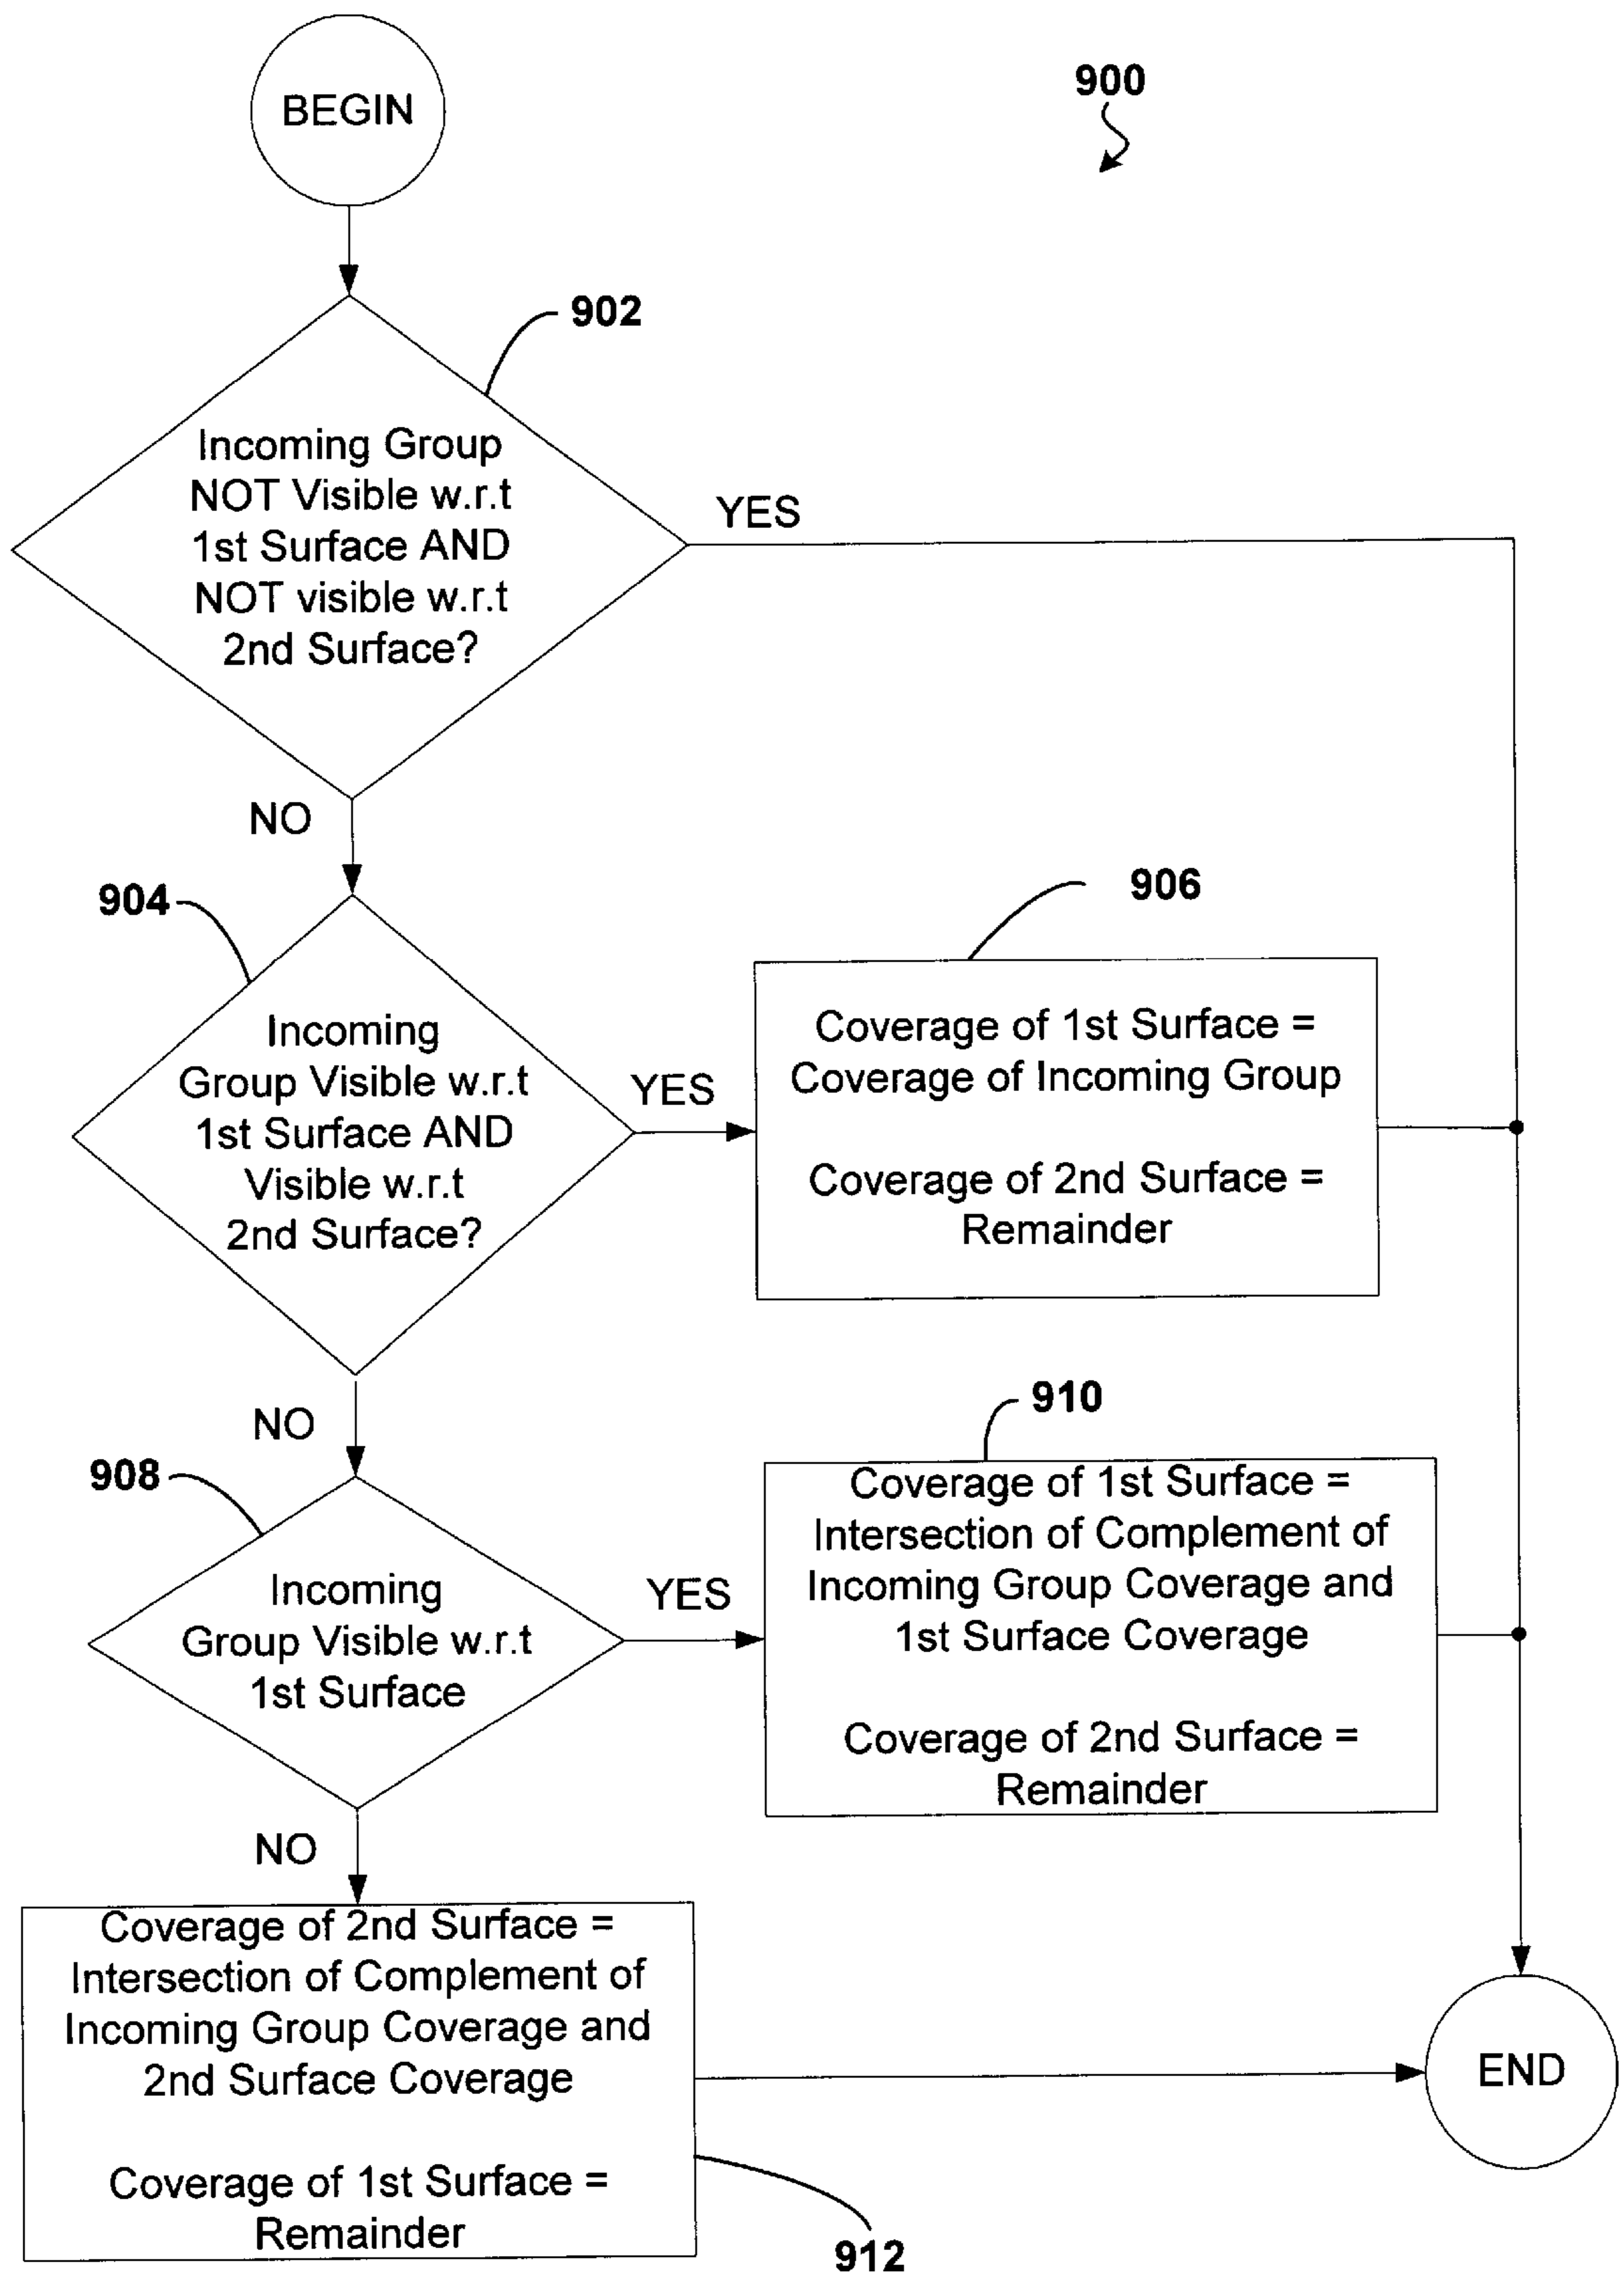 BEGIN
900
902
Incoming Group
NOT Visible w.r.t
1st Surface AND
NOT visible w.r.t
2nd Surface?
YES
NO
904
Incoming
Group Visible w.r.t
1st Surface AND
Visible w.r.t
2nd Surface?
YES
906
Coverage of 1st Surface =
Coverage of Incoming Group
Coverage of 2nd Surface =
Remainder
NO
908
Incoming
Group Visible w.r.t
1st Surface
YES
910
Coverage of 1st Surface =
Intersection of Complement of
Incoming Group Coverage and
1st Surface Coverage
Coverage of 2nd Surface =
Remainder
NO
Coverage of 2nd Surface =
Intersection of Complement of
Incoming Group Coverage and
2nd Surface Coverage
Coverage of 1st Surface =
Remainder
912
END